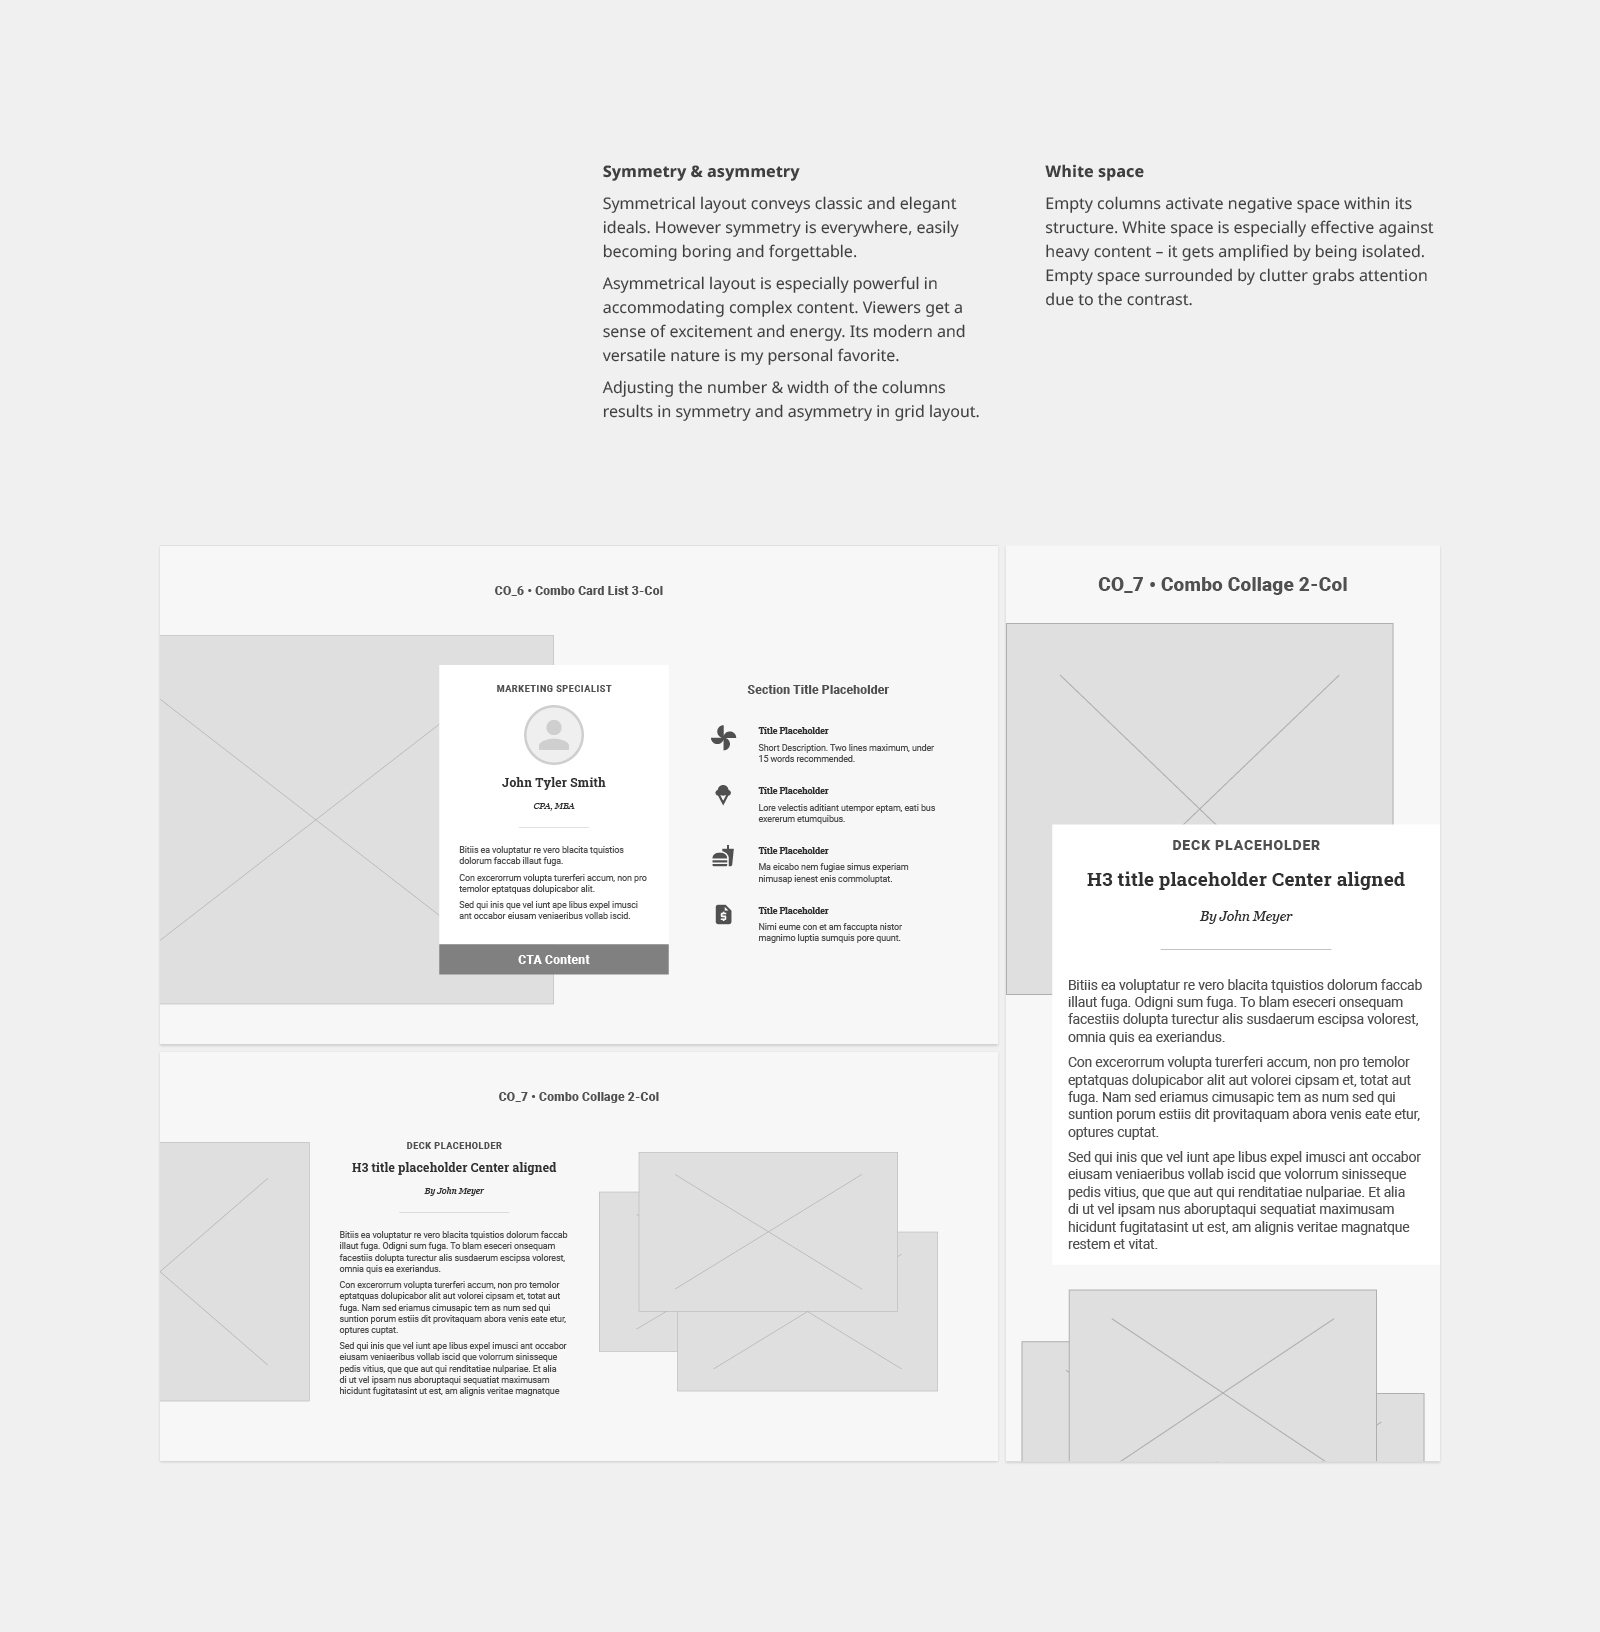 Symmetry & asymmetry
Symmetrical layout conveys classic and elegant
ideals. However symmetry is everywhere, easily
becoming boring and forgettable.
Asymmetrical layout is especially powerful in
accommodating complex content. Viewers get a
sense of excitement and energy. Its modern and
versatile nature is my personal favorite.
Adjusting the number & width of the columns
results in symmetry and asymmetry in grid layout.
White space
Empty columns activate negative space within its
structure. White space is especially effective against
heavy content – it gets amplified by being isolated.
Empty space surrounded by clutter grabs attention
due to the contrast.
CO_6 • Combo Card List 3-Col
MARKETING SPECIALIST
John Tyler Smith
CPA, MBA
Bitiis ea voluptatur re vero blacita tquistios
dolorum faccab illaut fuga.
Con excerorrum volupta turerferi accum, non pro
temolor eptatquas dolupicabor alit.
Sed qui inis que vel iunt ape libus expel imusci
ant occabor eiusam veniaeribus vollab iscid.
CTA Content
Section Title Placeholder
Title Placeholder
Short Description. Two lines maximum, under
15 words recommended.
Title Placeholder
Lore velectis aditiant utempor eptam, eati bus
exererum etumquibus.
Title Placeholder
Ma eicabo nem fugiae simus experiam
nimusap ienest enis commoluptat.
Title Placeholder
Nimi eume con et am faccupta nistor
magnimo luptia sumquis pore quunt.
CO_7 • Combo Collage 2-Col
DECK PLACEHOLDER
H3 title placeholder Center aligned
By John Meyer
Bitiis ea voluptatur re vero blacita tquistios dolorum faccab
illaut fuga. Odigni sum fuga. To blam eseceri onsequam
facestiis dolupta turectur alis susdaerum escipsa volorest,
omnia quis ea exeriandus.
Con excerorrum volupta turerferi accum, non pro temolor
eptatquas dolupicabor alit aut volorei cipsam et, totat aut
fuga. Nam sed eriamus cimusapic tem as num sed qui
suntion porum estiis dit provitaquam abora venis eate etur,
optures cuptat.
Sed qui inis que vel iunt ape libus expel imusci ant occabor
eiusam veniaeribus vollab iscid que volorrum sinisseque
pedis vitius, que que aut qui renditatiae nulpariae. Et alia
di ut vel ipsam nus aboruptaqui sequatiat maximusam
hicidunt fugitatasint ut est, am alignis veritae magnatque
CO_7 • Combo Collage 2-Col
DECK PLACEHOLDER
H3 title placeholder Center aligned
By John Meyer
Bitiis ea voluptatur re vero blacita tquistios dolorum faccab
illaut fuga. Odigni sum fuga. To blam eseceri onsequam
facestiis dolupta turectur alis susdaerum escipsa volorest,
omnia quis ea exeriandus.
Con excerorrum volupta turerferi accum, non pro temolor
eptatquas dolupicabor alit aut volorei cipsam et, totat aut
fuga. Nam sed eriamus cimusapic tem as num sed qui
suntion porum estiis dit provitaquam abora venis eate etur,
optures cuptat.
Sed qui inis que vel iunt ape libus expel imusci ant occabor
eiusam veniaeribus vollab iscid que volorrum sinisseque
pedis vitius, que que aut qui renditatiae nulpariae. Et alia
di ut vel ipsam nus aboruptaqui sequatiat maximusam
hicidunt fugitatasint ut est, am alignis veritae magnatque
restem et vitat.